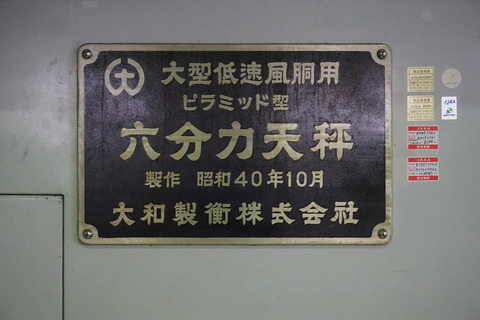 大型低速風胴用
ピラミッド型
六分力天秤
製作 昭和40年10月
大和製衡株式会社